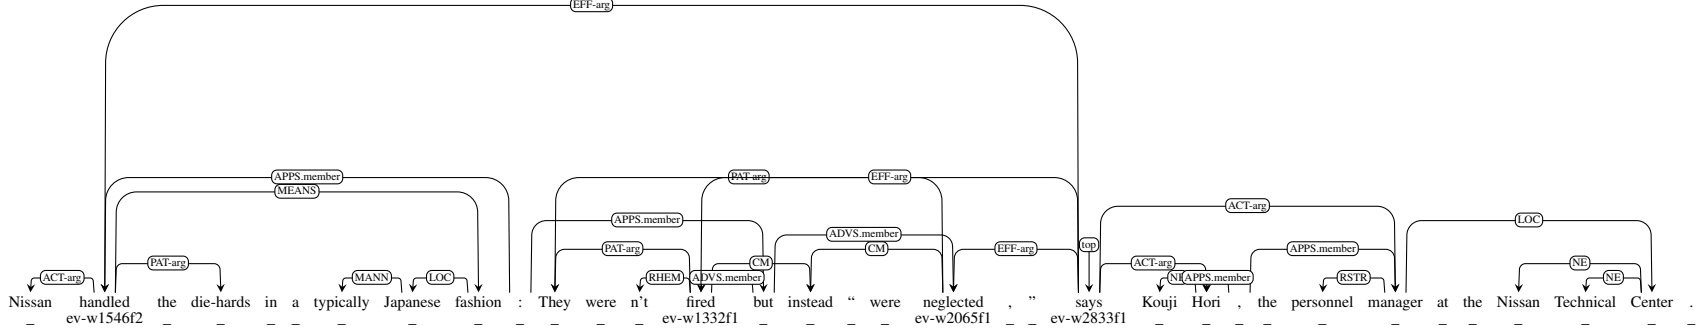 EFF-arg
APPS.member PAT-arg EFF-arg
MEANS
ACT-arg
APPS.member LOC
ADVS.member
top
PAT-arg CM EFF-arg APPS.member
ACT-arg PAT-arg CM ACT-arg NE
MANN LOC RHEM ADVS.member APPS.member RSTR NE
Nissan handled the die-hards in a typically Japanese fashion : They were n't fired but instead “ were neglected , ” says Kouji Hori , the personnel manager at the Nissan Technical Center .
_ ev-w1546f2 _ _ _ _ _ _ _ _ _ _ _ ev-w1332f1 _ _ _ _ ev-w2065f1 _ _ ev-w2833f1 _ _ _ _ _ _ _ _ _ _ _ _